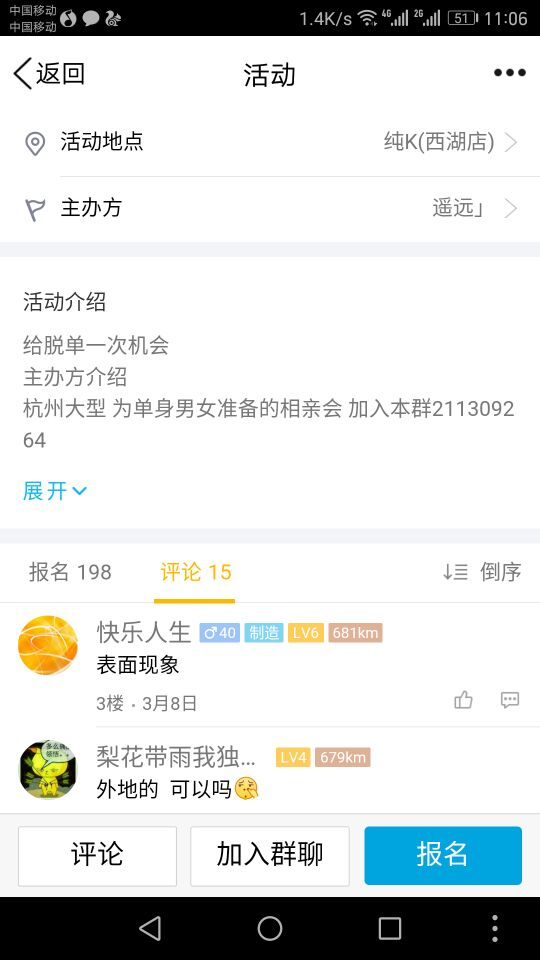 中国移动
中国移动
1.4K/s 4G 2G 51 11:06
返回 活动
活动地点 纯K(西湖店)
主办方 遥远」
活动介绍
给脱单一次机会
主办方介绍
杭州大型 为单身男女准备的相亲会 加入本群2113092
64
展开
报名 198 评论 15 倒序
快乐人生 ♂40 制造 LV6 681km
表面现象
3楼 · 3月8日
梨花带雨我独... LV4 679km
外地的 可以吗
评论 加入群聊 报名